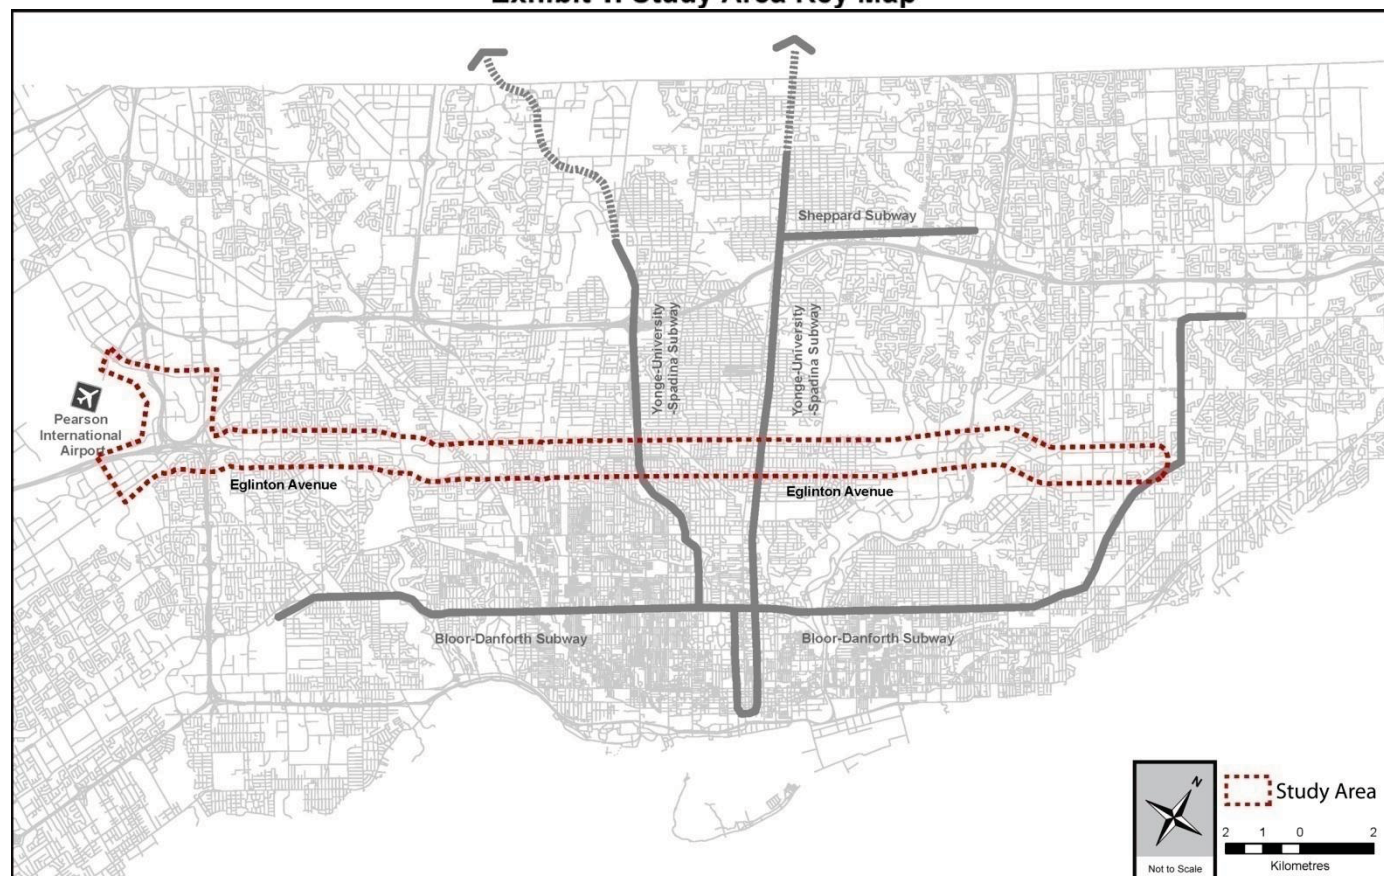 Exhibit 1: Study Area Key Map
Sheppard Subway
Yonge-University
-Spadina Subway
Yonge-University
-Spadina Subway
Pearson
International
Airport
Eglinton Avenue
Eglinton Avenue
Bloor-Danforth Subway
Bloor-Danforth Subway
N
Not to Scale
Study Area
2 1 0 2
Kilometres